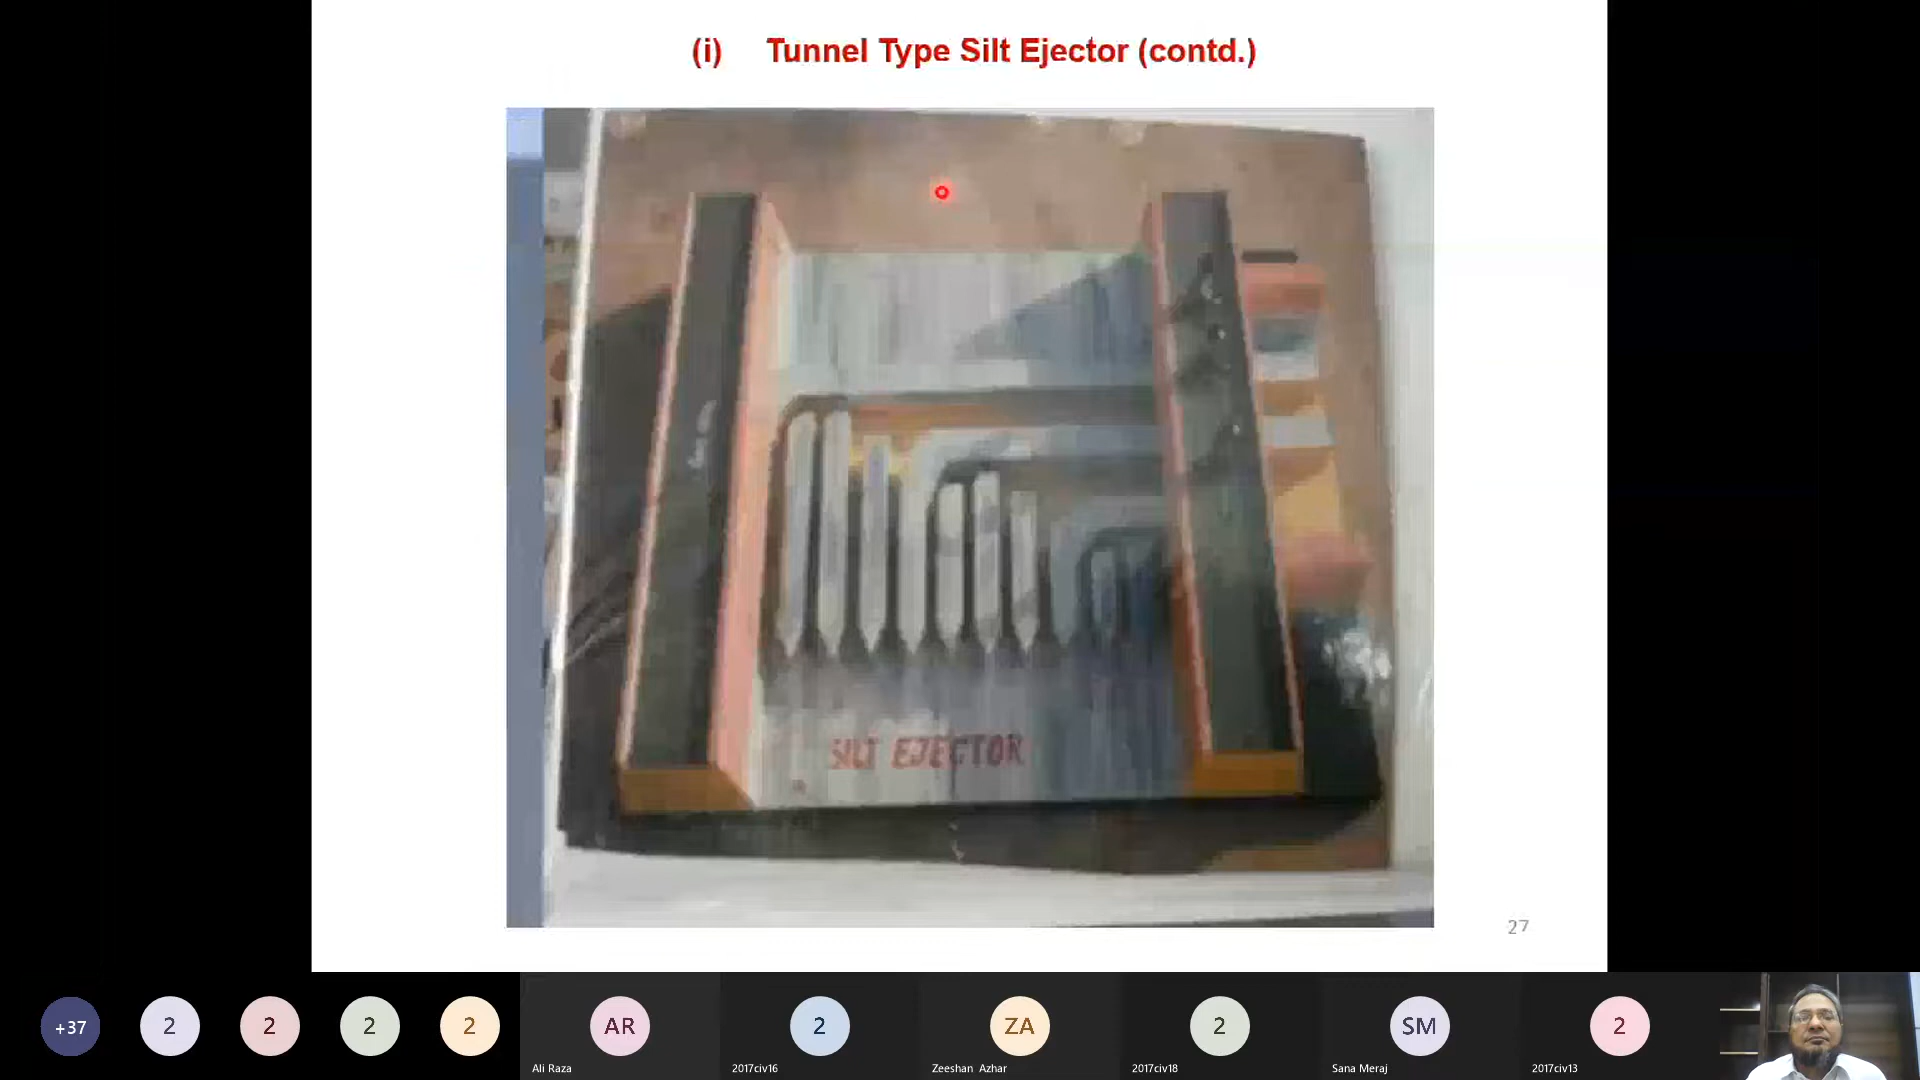 (i) Tunnel Type Silt Ejector (contd.)
SILT EJECTOR
27
+37
2
2
2
2
AR
2
ZA
2
SM
2
Ali Raza
2017civ16
Zeeshan Azhar
2017civ18
Sana Meraj
2017civ13